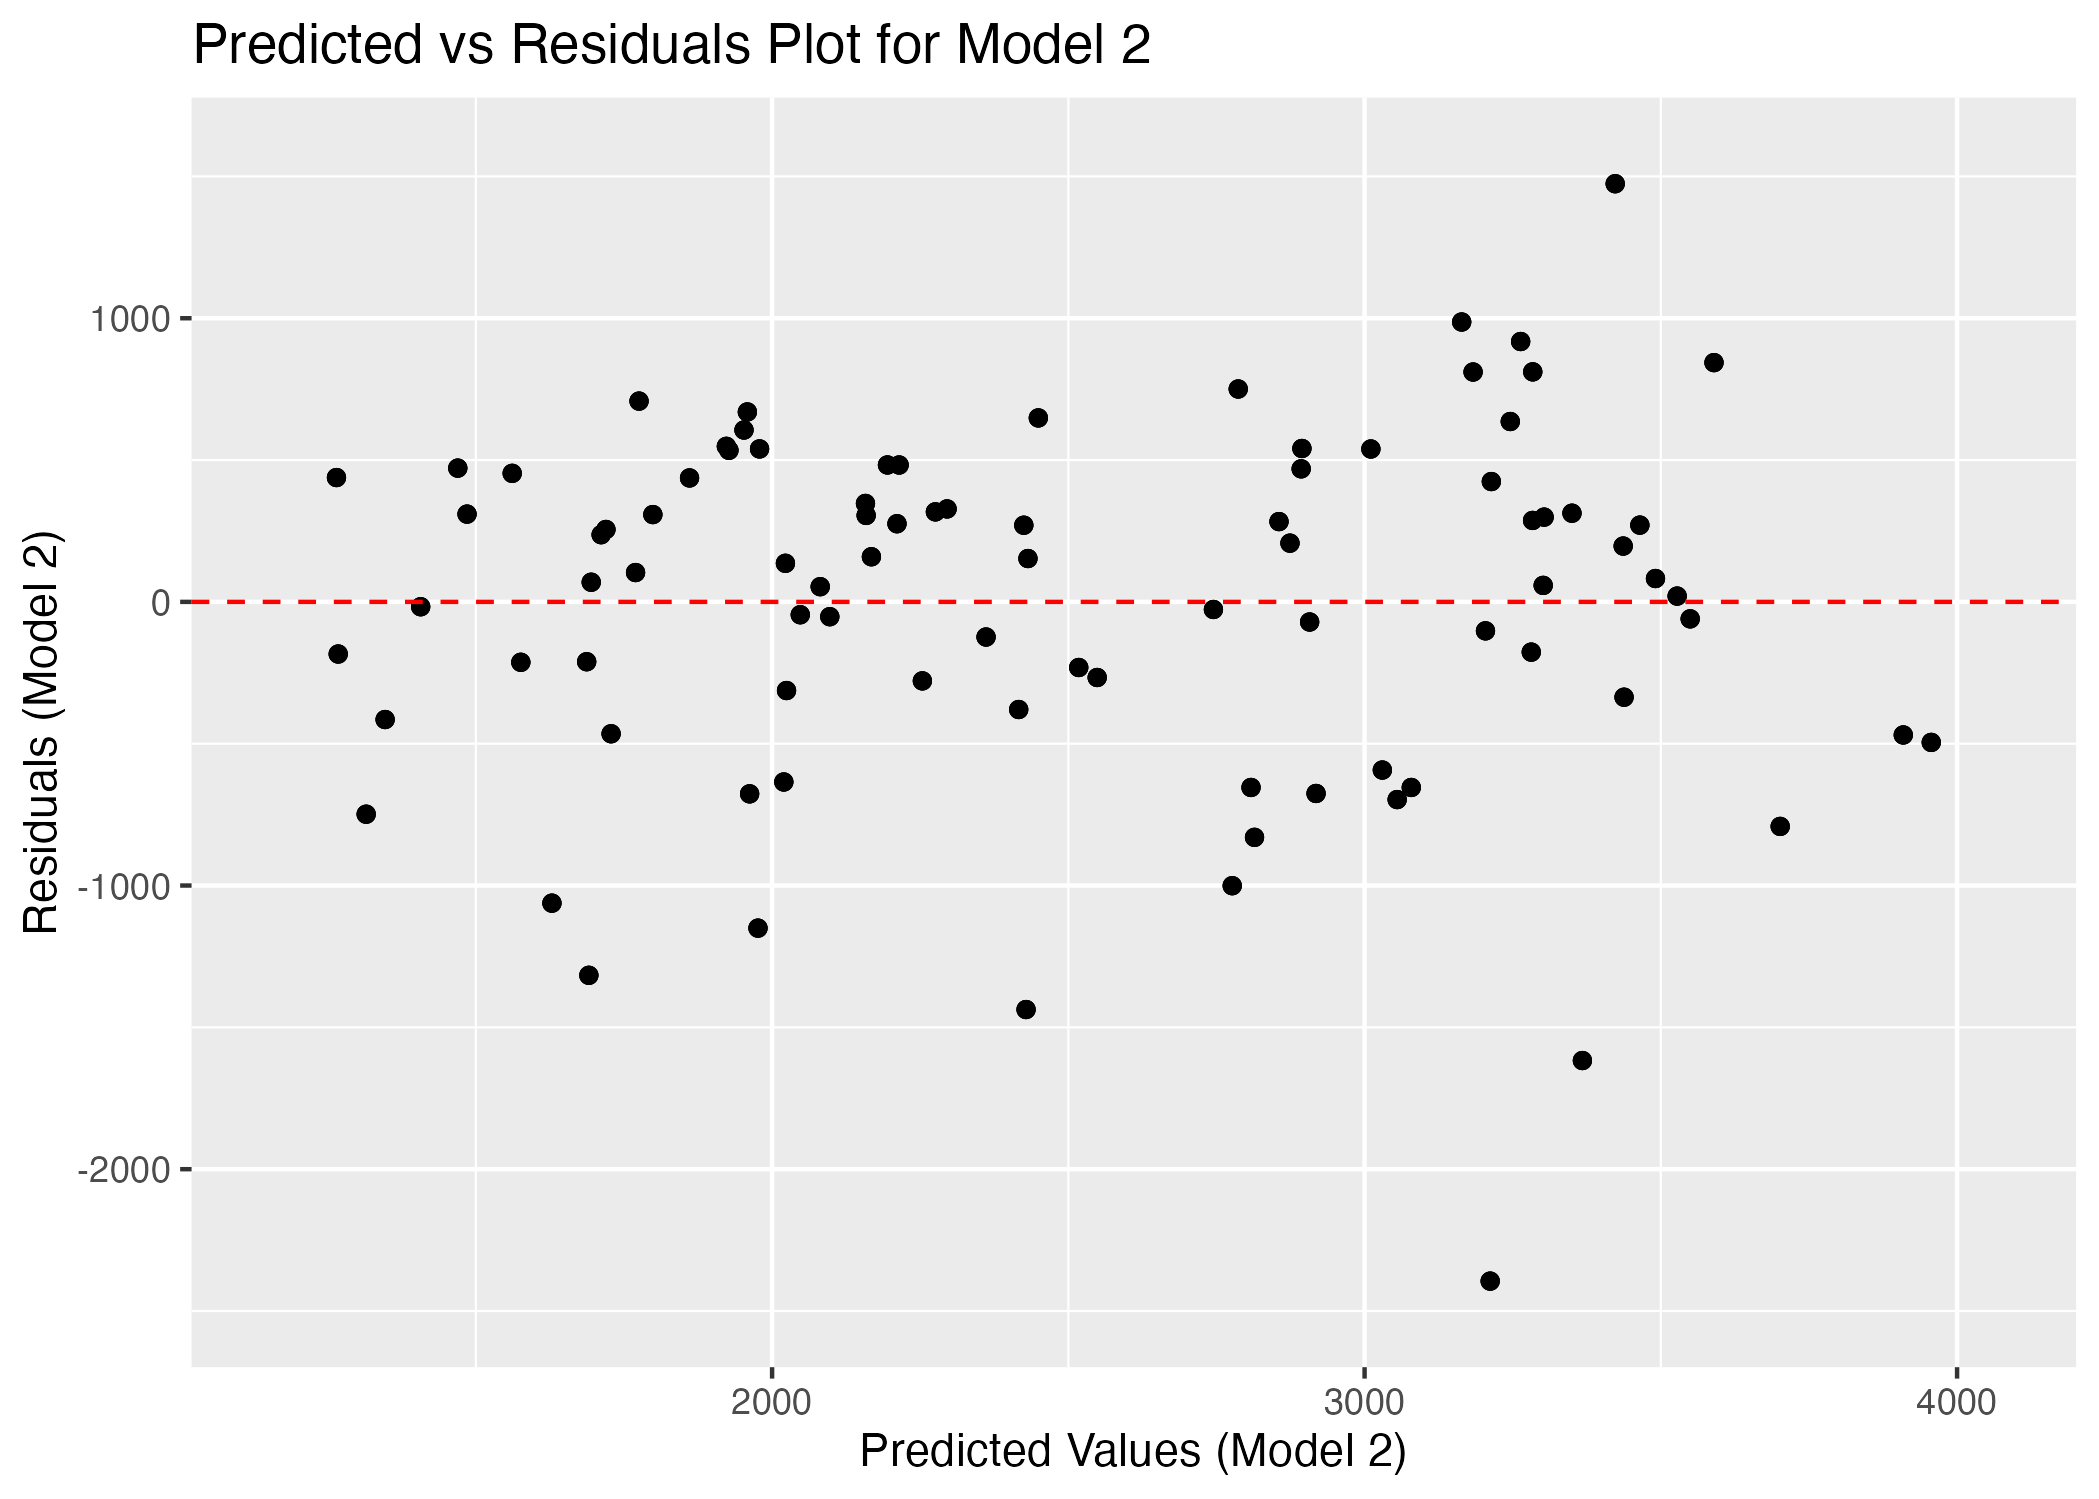 Predicted vs Residuals Plot for Model 2
Residuals (Model 2)
1000
0
-1000
-2000
2000
3000
4000
Predicted Values (Model 2)